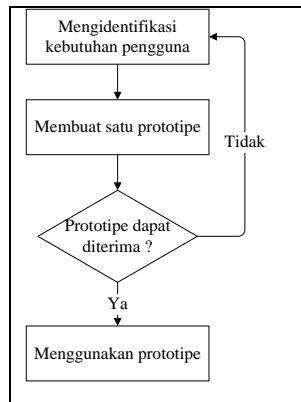 Mengidentifikasi
kebutuhan pengguna
Membuat satu prototipe
Tidak
Prototipe dapat
diterima ?
Ya
Menggunakan prototipe